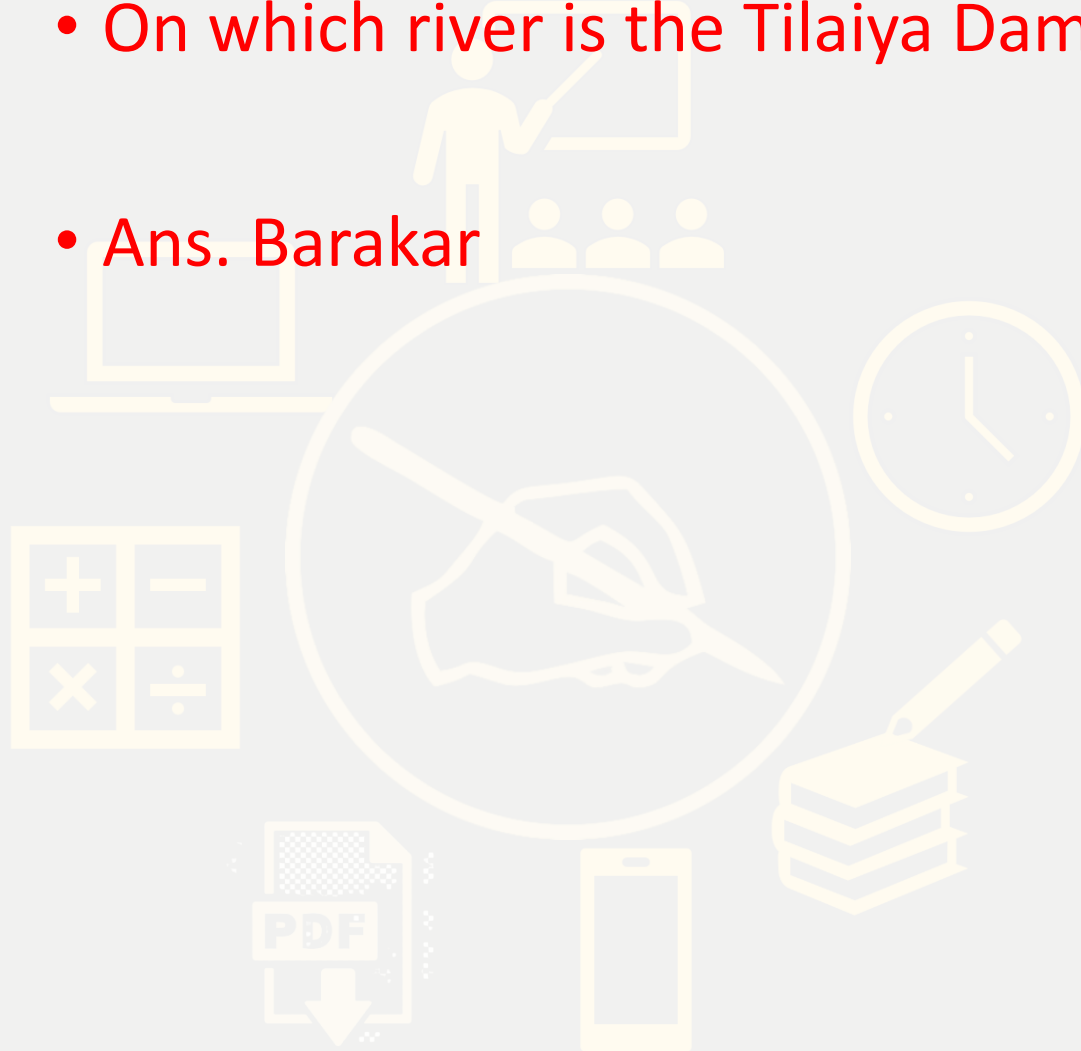 • On which river is the Tilaiya Dam
• Ans. Barakar
PDF